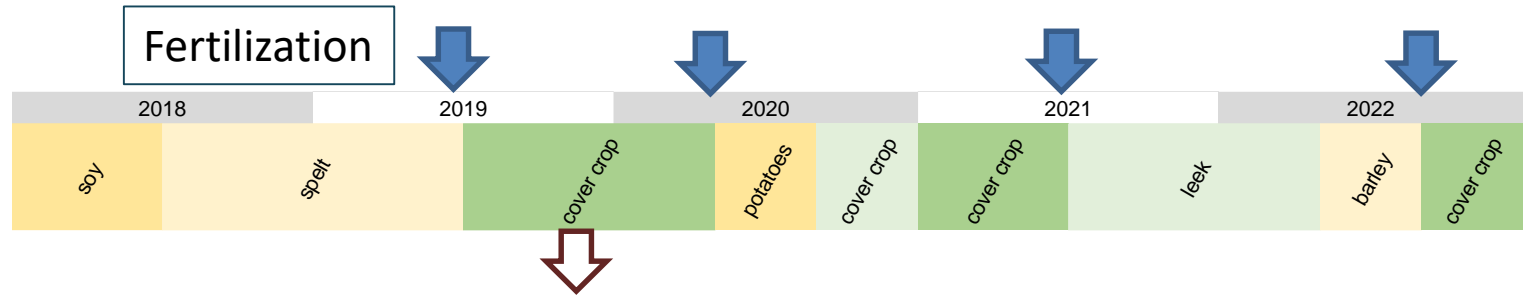 Fertilization
2018 2019 2020 2021 2022
soy spelt cover crop potatoes cover crop cover crop leek barley cover crop